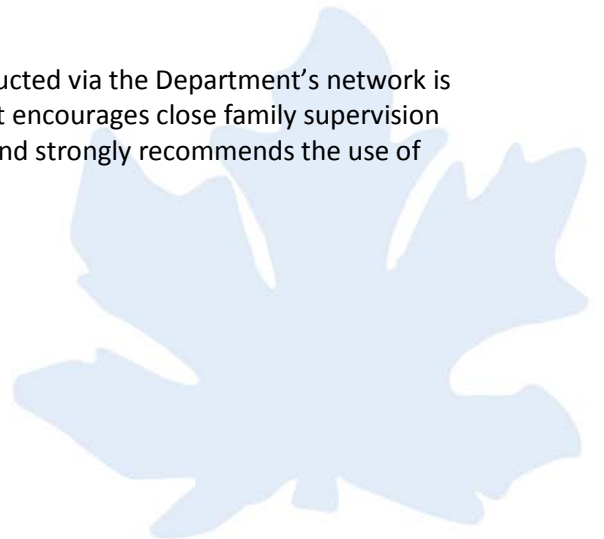 ucted via the Department’s network is
t encourages close family supervision
nd strongly recommends the use of